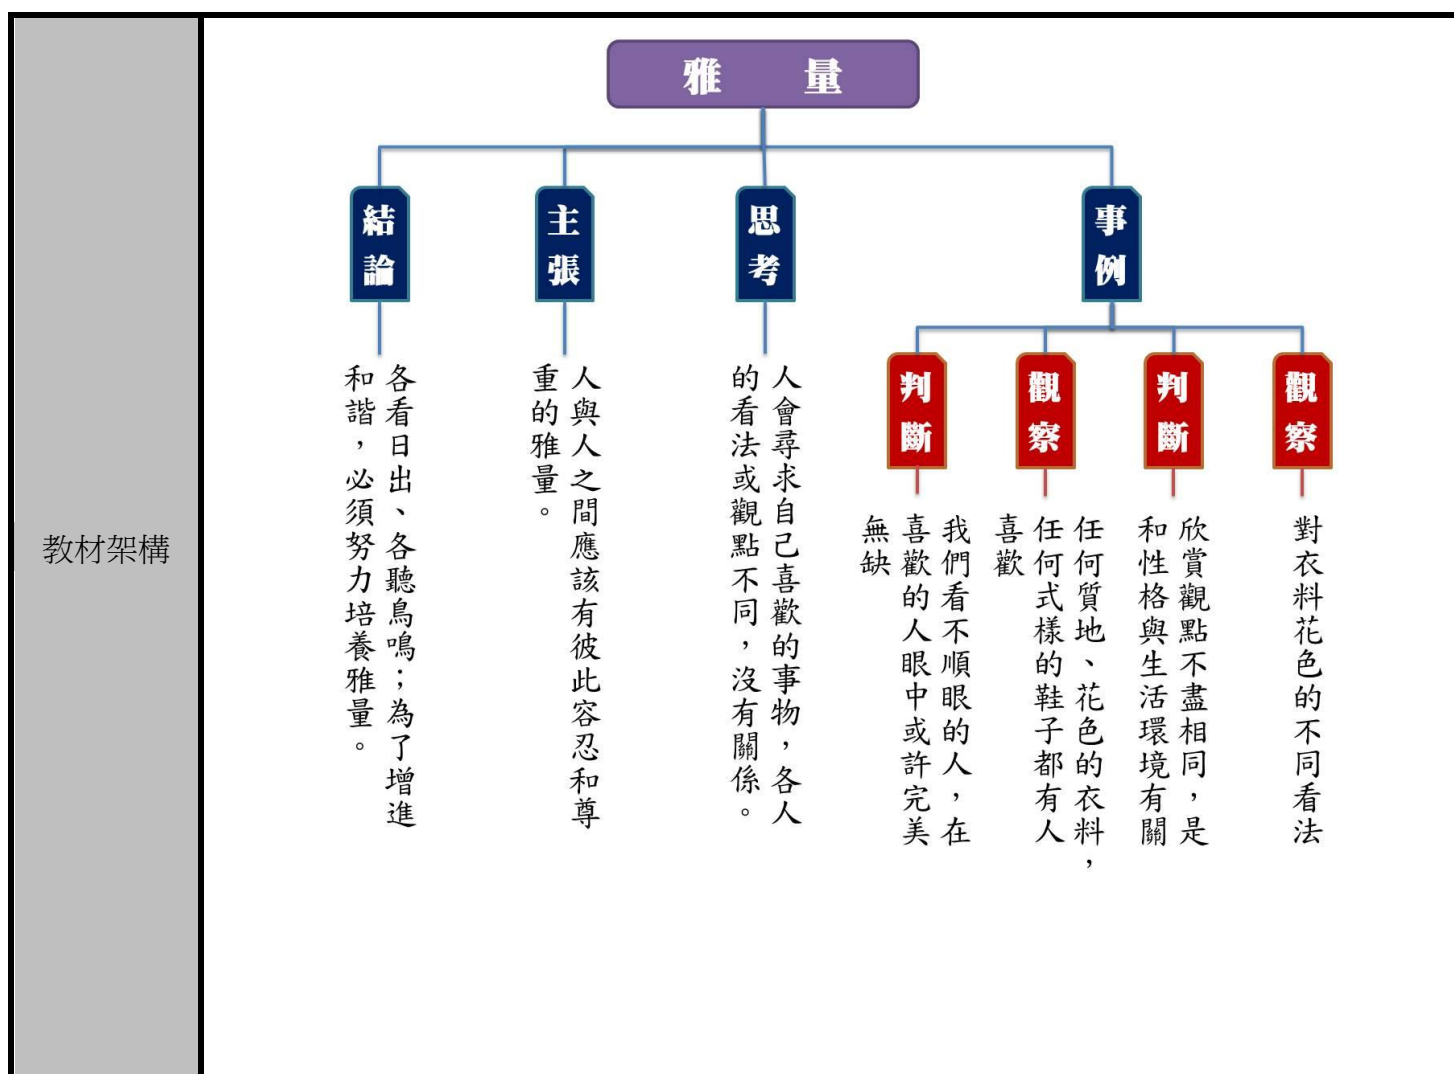 教材架構
雅量
事例
觀察
對衣料花色的不同看法
判斷
欣賞觀點不盡相同，是
和性格與生活環境有關
觀察
任何質地、花色的衣料，
任何式樣的鞋子都有人
喜歡
判斷
我們看不順眼的人，在
喜歡的人眼中或許完美
無缺
思考
人會尋求自己喜歡的事物，各人
的看法或觀點不同，沒有關係。
主張
人與人之間應該有彼此容忍和尊
重的雅量。
結論
各看日出、各聽鳥鳴；為了增進
和諧，必須努力培養雅量。